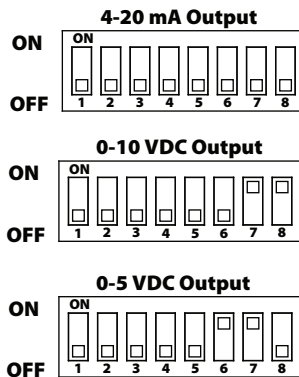 4-20 mA Output
ON
ON
OFF
1 2 3 4 5 6 7 8
0-10 VDC Output
ON
ON
OFF
1 2 3 4 5 6 7 8
0-5 VDC Output
ON
ON
OFF
1 2 3 4 5 6 7 8